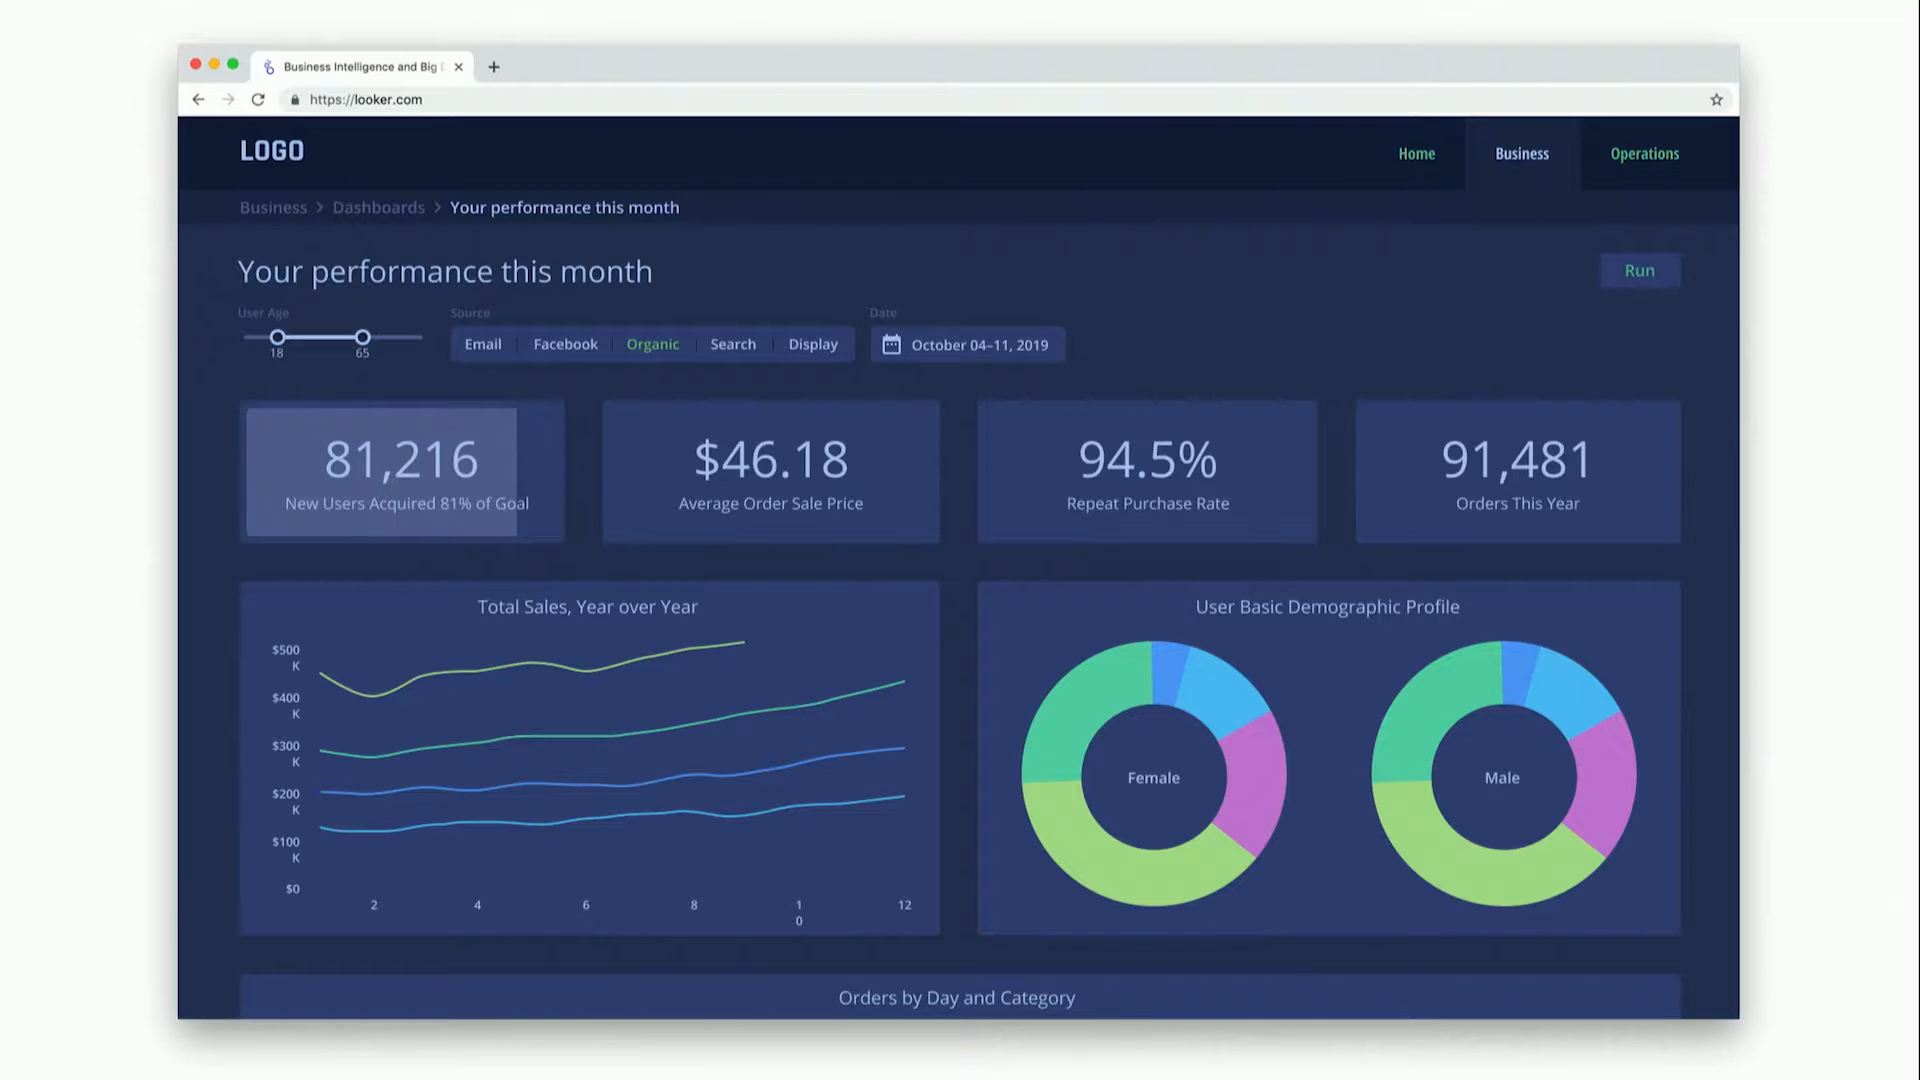 Business Intelligence and Big
https://looker.com
LOGO
Home
Business
Operations
Business > Dashboards > Your performance this month
Your performance this month
Run
User Age
18
65
Source
Email
Facebook
Organic
Search
Display
Date
October 04–11, 2019
81,216
New Users Acquired 81% of Goal
$46.18
Average Order Sale Price
94.5%
Repeat Purchase Rate
91,481
Orders This Year
Total Sales, Year over Year
$500
K
$400
K
$300
K
$200
K
$100
K
$0
2
4
6
8
1
0
12
User Basic Demographic Profile
Female
Male
Orders by Day and Category